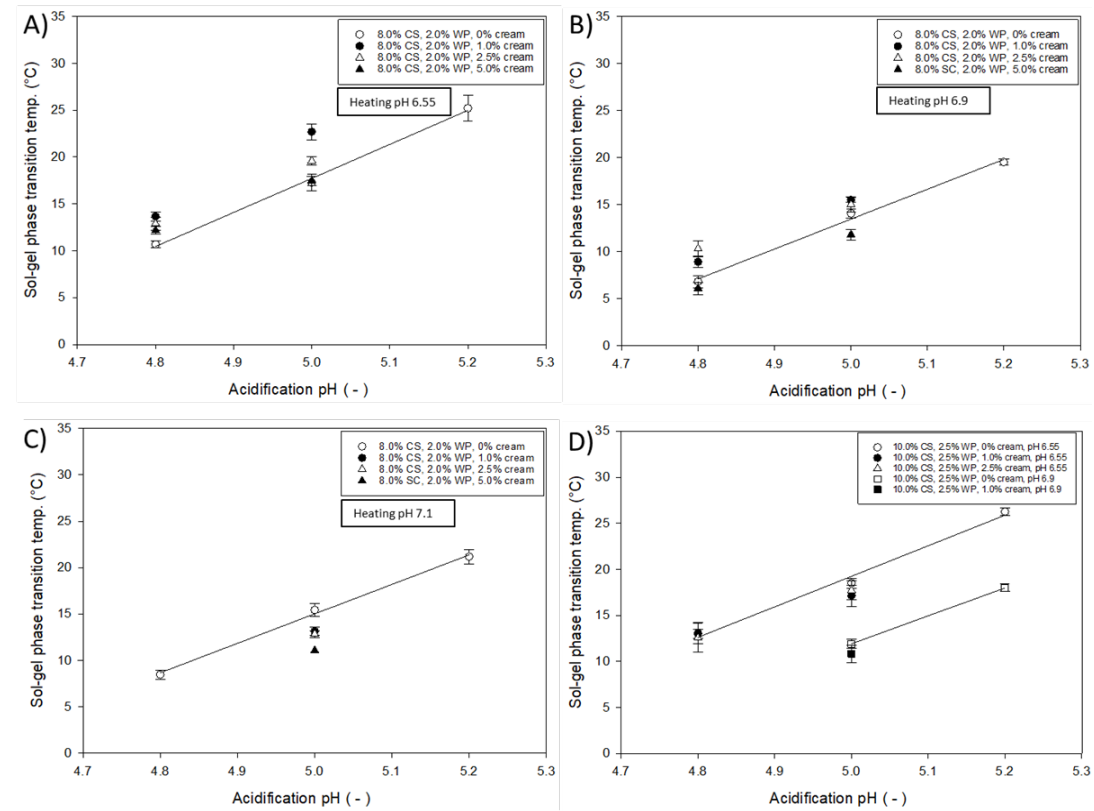 A)
8.0% CS, 2.0% WP, 0% cream
8.0% CS, 2.0% WP, 1.0% cream
8.0% CS, 2.0% WP, 2.5% cream
8.0% CS, 2.0% WP, 5.0% cream
Heating pH 6.55
Sol-gel phase transition temp. (°C)
35
30
25
20
15
10
5
0
4.7 4.8 4.9 5.0 5.1 5.2 5.3
Acidification pH ( - )
B)
8.0% CS, 2.0% WP, 0% cream
8.0% CS, 2.0% WP, 1.0% cream
8.0% CS, 2.0% WP, 2.5% cream
8.0% SC, 2.0% WP, 5.0% cream
Heating pH 6.9
Sol-gel phase transition temp. (°C)
35
30
25
20
15
10
5
0
4.7 4.8 4.9 5.0 5.1 5.2 5.3
Acidification pH ( - )
C)
8.0% CS, 2.0% WP, 0% cream
8.0% CS, 2.0% WP, 1.0% cream
8.0% CS, 2.0% WP, 2.5% cream
8.0% SC, 2.0% WP, 5.0% cream
Heating pH 7.1
Sol-gel phase transition temp. (°C)
35
30
25
20
15
10
5
0
4.7 4.8 4.9 5.0 5.1 5.2 5.3
Acidification pH ( - )
D)
10.0% CS, 2.5% WP, 0% cream, pH 6.55
10.0% CS, 2.5% WP, 1.0% cream, pH 6.55
10.0% CS, 2.5% WP, 2.5% cream, pH 6.55
10.0% CS, 2.5% WP, 0% cream, pH 6.9
10.0% CS, 2.5% WP, 1.0% cream, pH 6.9
Sol-gel phase transition temp. (°C)
35
30
25
20
15
10
5
0
4.7 4.8 4.9 5.0 5.1 5.2 5.3
Acidification pH ( - )